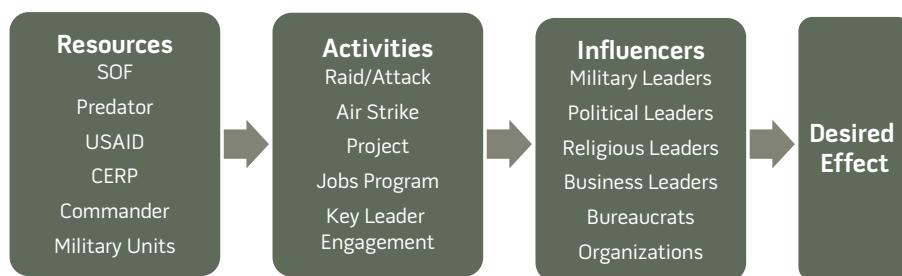 Resources
SOF
Predator
USAID
CERP
Commander
Military Units
Activities
Raid/Attack
Air Strike
Project
Jobs Program
Key Leader
Engagement
Influencers
Military Leaders
Political Leaders
Religious Leaders
Business Leaders
Bureaucrats
Organizations
Desired
Effect